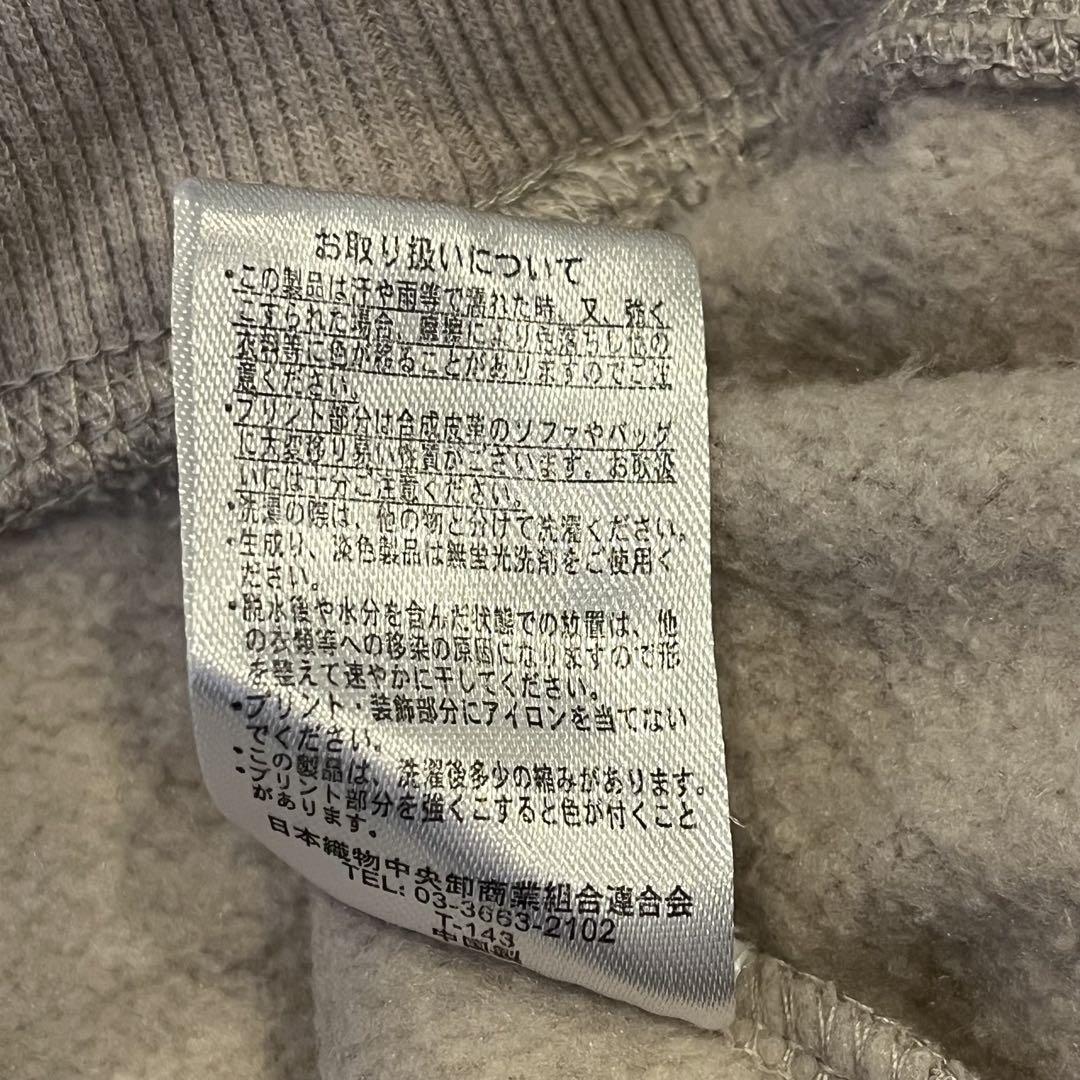 お取り扱いについて
・この製品は汗や雨等で濡れた時、又、強く
こすられた場合、摩擦により色落ちし他の
衣料等に色が移ることがありますのでご注
意ください。
・プリント部分は合成皮革のソファやバッグ
に大変移り易い性質がございます。お取扱
いには十分ご注意ください。
・洗濯の際は、他の物と分けて洗濯ください。
・生成り、淡色製品は無蛍光洗剤をご使用く
ださい。
・脱水後や水分を含んだ状態での放置は、他
の衣類等への移染の原因になりますので形
を整えて速やかに干してください。
・プリント・装飾部分にアイロンを当てない
でください。
・この製品は、洗濯後多少の縮みがあります。
・プリント部分を強くこすると色が付くこと
があります。
日本織物中央卸商業組合連合会
TEL: 03-3663-2102
T-143
中国製